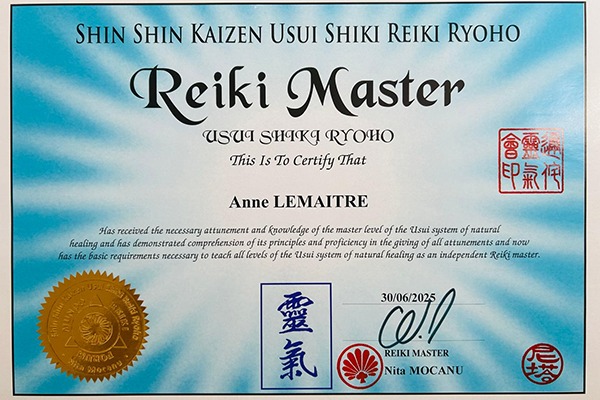 SHIN SHIN KAIZEN USUI SHIKI REIKI RYOHO
Reiki Master
USUI SHIKI RYOHO
This Is To Certify That
Anne LEMAITRE
Has received the necessary attunement and knowledge of the master level of the Usui system of natural
healing and has demonstrated comprehension of its principles and proficiency in the giving of all attunements and now
has the basic requirements necessary to teach all levels of the Usui system of natural healing as an independent Reiki master.
靈氣
30/06/2025
REIKI MASTER
Nita MOCANU
Nita Mocanu